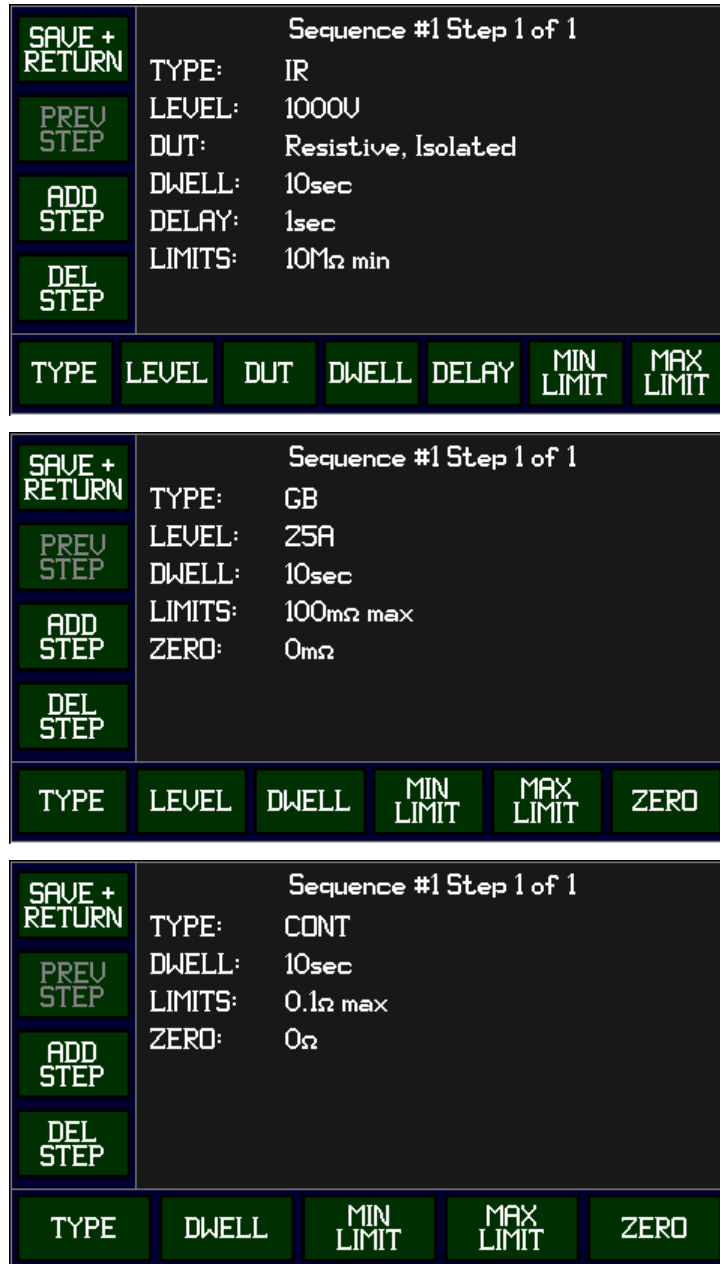 SAVE +
RETURN
PREV
STEP
ADD
STEP
DEL
STEP
Sequence #1 Step 1 of 1
TYPE: IR
LEVEL: 1000V
DUT: Resistive, Isolated
DWELL: 10sec
DELAY: 1sec
LIMITS: 10MΩ min
TYPE LEVEL DUT DWELL DELAY MIN LIMIT MAX LIMIT
SAVE +
RETURN
PREV
STEP
ADD
STEP
DEL
STEP
Sequence #1 Step 1 of 1
TYPE: GB
LEVEL: 25A
DWELL: 10sec
LIMITS: 100mΩ max
ZERO: 0mΩ
TYPE LEVEL DWELL MIN LIMIT MAX LIMIT ZERO
SAVE +
RETURN
PREV
STEP
ADD
STEP
DEL
STEP
Sequence #1 Step 1 of 1
TYPE: CONT
DWELL: 10sec
LIMITS: 0.1Ω max
ZERO: 0Ω
TYPE DWELL MIN LIMIT MAX LIMIT ZERO